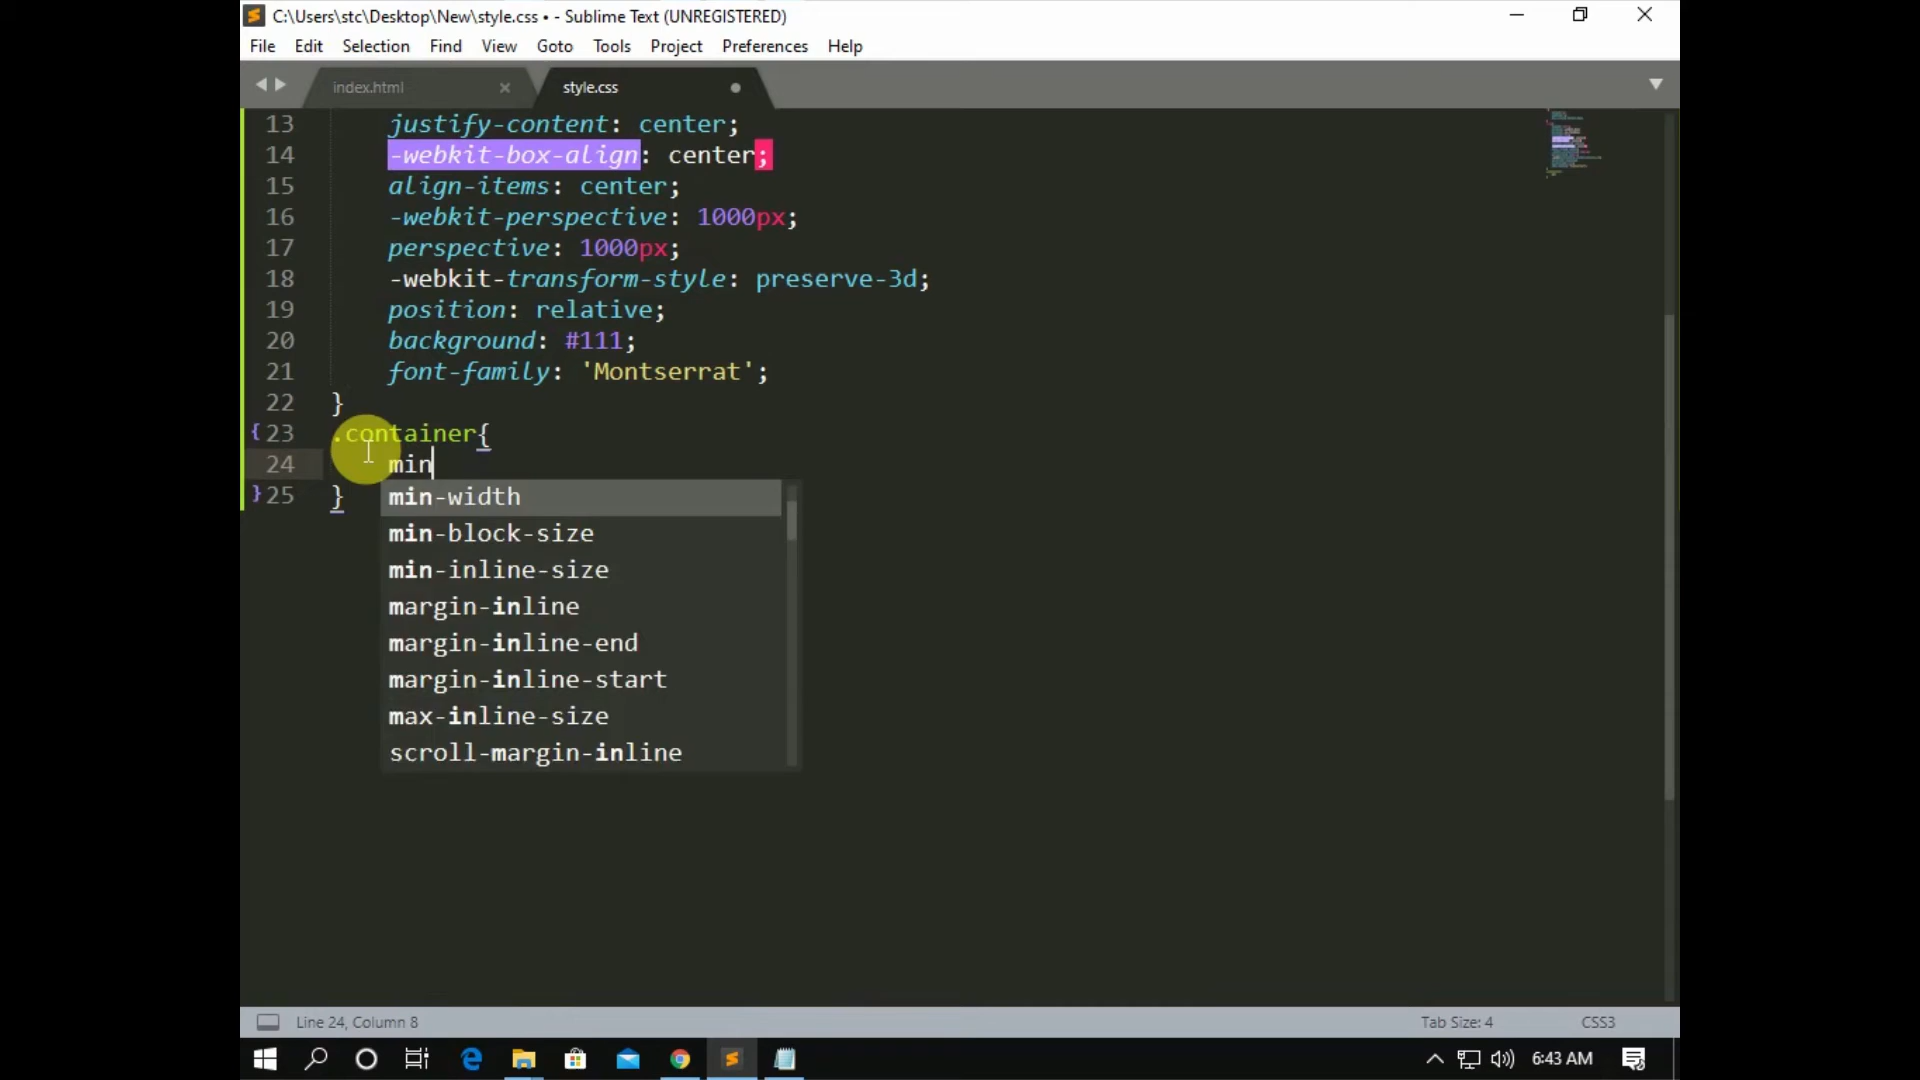 C:\Users\stc\Desktop\New\style.css • - Sublime Text (UNREGISTERED)
File Edit Selection Find View Goto Tools Project Preferences Help
index.html × style.css
13 justify-content: center;
14 -webkit-box-align: center;
15 align-items: center;
16 -webkit-perspective: 1000px;
17 perspective: 1000px;
18 -webkit-transform-style: preserve-3d;
19 position: relative;
20 background: #111;
21 font-family: 'Montserrat';
22 }
{ 23 .container{
24 min
} 25 }
min-width
min-block-size
min-inline-size
margin-inline
margin-inline-end
margin-inline-start
max-inline-size
scroll-margin-inline
Line 24, Column 8 Tab Size: 4 CSS3
6:43 AM